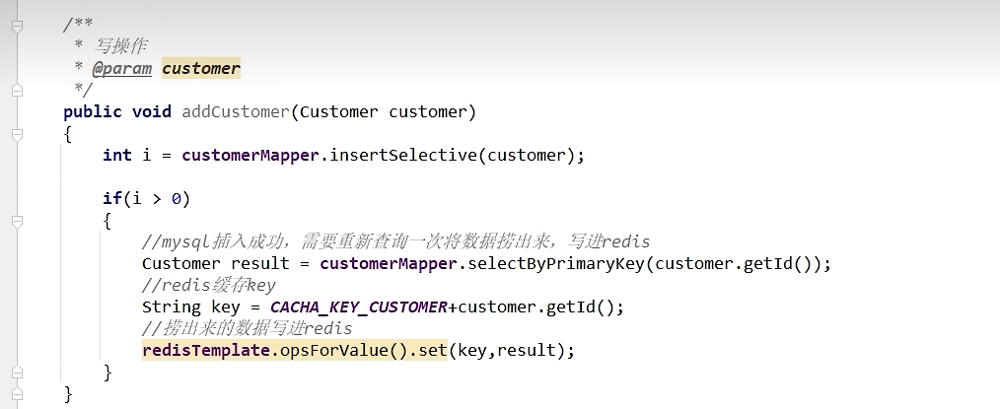 /**
* 写操作
* @param customer
*/
public void addCustomer(Customer customer)
{
int i = customerMapper.insertSelective(customer);
if(i > 0)
{
//mysql插入成功，需要重新查询一次将数据捞出来，写进redis
Customer result = customerMapper.selectByPrimaryKey(customer.getId());
//redis缓存key
String key = CACHA_KEY_CUSTOMER+customer.getId();
//捞出来的数据写进redis
redisTemplate.opsForValue().set(key,result);
}
}